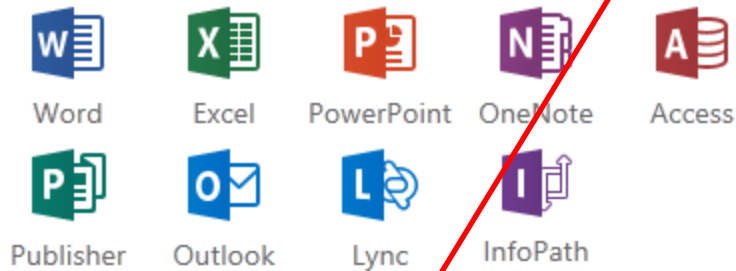 W X P N A
Word Excel PowerPoint OneNote Access
P O L I
Publisher Outlook Lync InfoPath